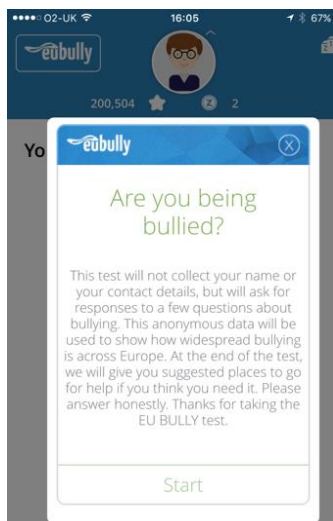 O2-UK 16:05 67%
eubully
200,504 2
Yo
eubully X
Are you being
bullied?
This test will not collect your name or
your contact details, but will ask for
responses to a few questions about
bullying. This anonymous data will be
used to show how widespread bullying
is across Europe. At the end of the test,
we will give you suggested places to go
for help if you think you need it. Please
answer honestly. Thanks for taking the
EU BULLY test.
Start